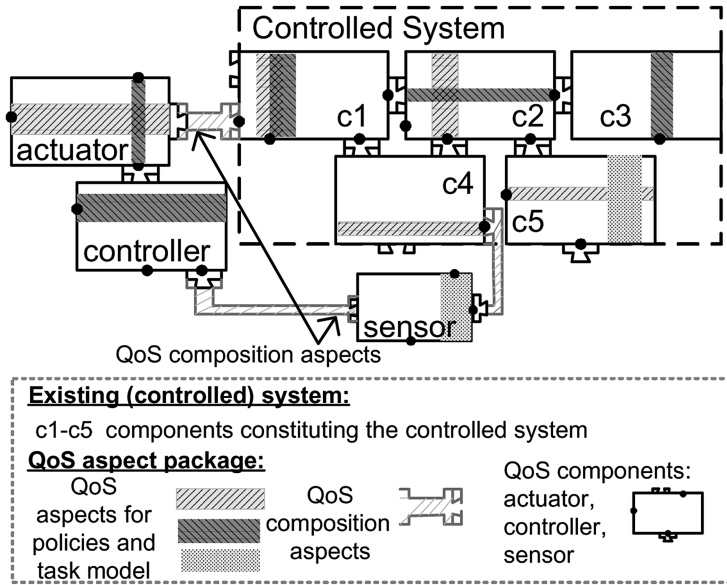 Controlled System
c1
c2
c3
actuator
c4
c5
controller
sensor
QoS composition aspects
Existing (controlled) system:
c1-c5 components constituting the controlled system
QoS aspect package:
QoS
aspects for
policies and
task model
QoS
composition
aspects
QoS components:
actuator,
controller,
sensor